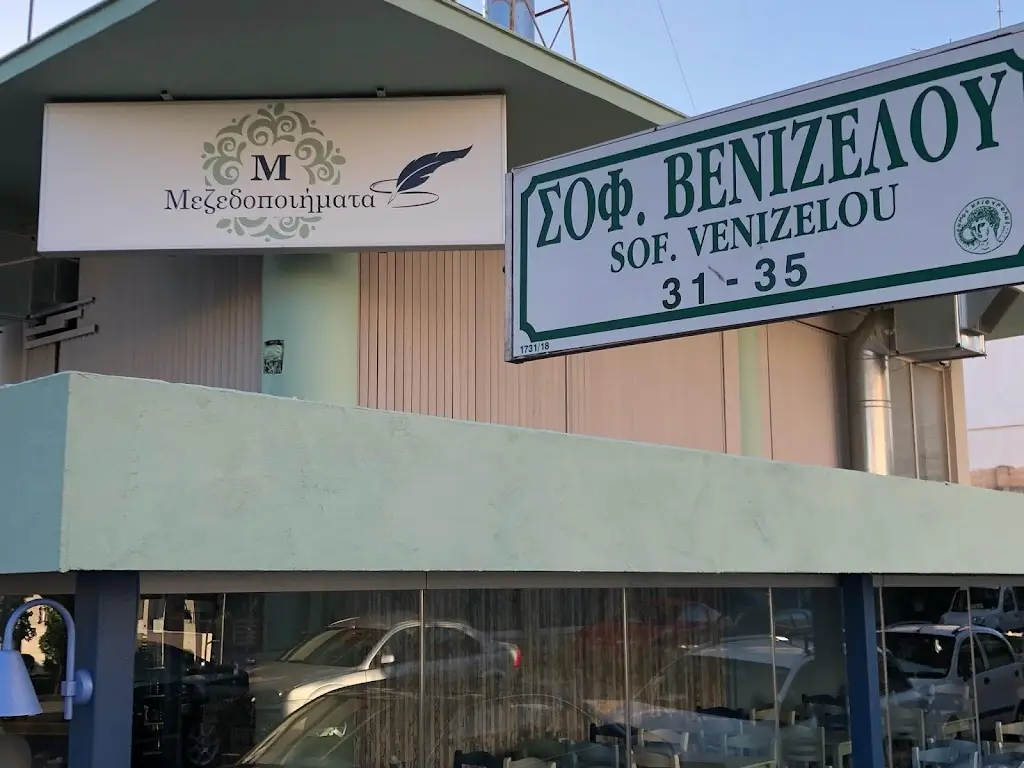 M
Μεζεδοποιήματα
ΣΟΦ. ΒΕΝΙΖΕΛΟΥ
SOF. VENIZELOU
31 - 35
1731/18